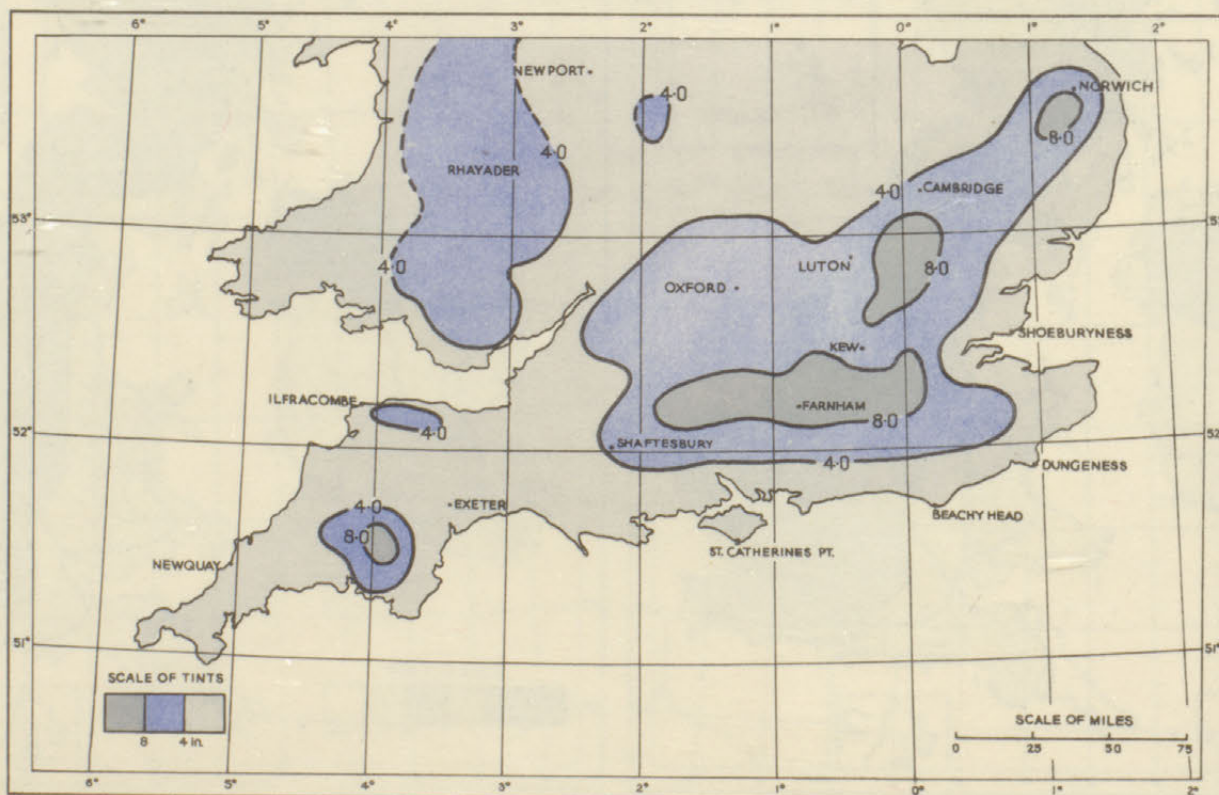 6° 5° 4° 3° 2° 1° 0° 1° 2°
NEWPORT
4·0
NORWICH
8·0
4·0
RHAYADER
4·0
CAMBRIDGE
53°
4·0
LUTON
8·0
OXFORD
SHOEBURYNESS
KEW
ILFRACOMBE
4·0
FARNHAM
8·0
52°
52°
SHAFTESBURY
4·0
DUNGENESS
4·0
EXETER
BEACHY HEAD
8·0
ST. CATHERINES PT.
NEWQUAY
51°
51°
SCALE OF TINTS
8 4 in.
SCALE OF MILES
0 25 50 75
6° 5° 4° 3° 2° 1° 0° 1° 2°